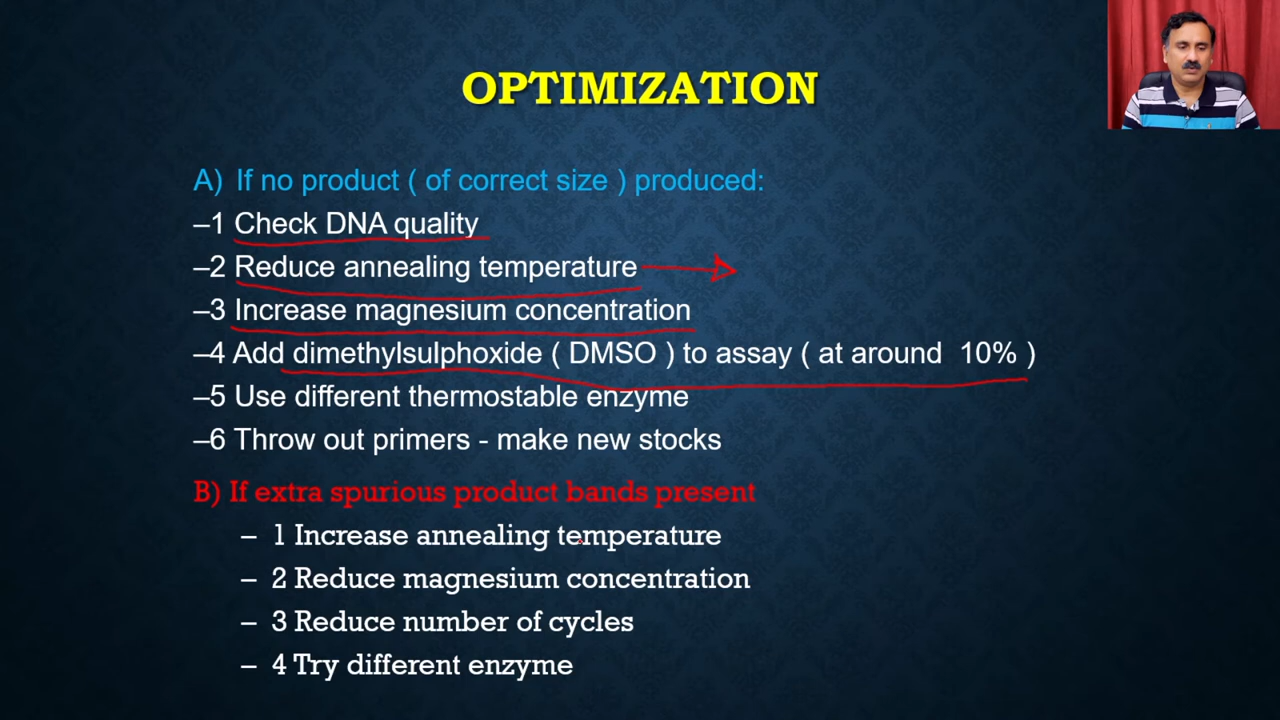 OPTIMIZATION
A) If no product ( of correct size ) produced:
–1 Check DNA quality
–2 Reduce annealing temperature
–3 Increase magnesium concentration
–4 Add dimethylsulphoxide ( DMSO ) to assay ( at around 10% )
–5 Use different thermostable enzyme
–6 Throw out primers - make new stocks
B) If extra spurious product bands present
– 1 Increase annealing temperature
– 2 Reduce magnesium concentration
– 3 Reduce number of cycles
– 4 Try different enzyme